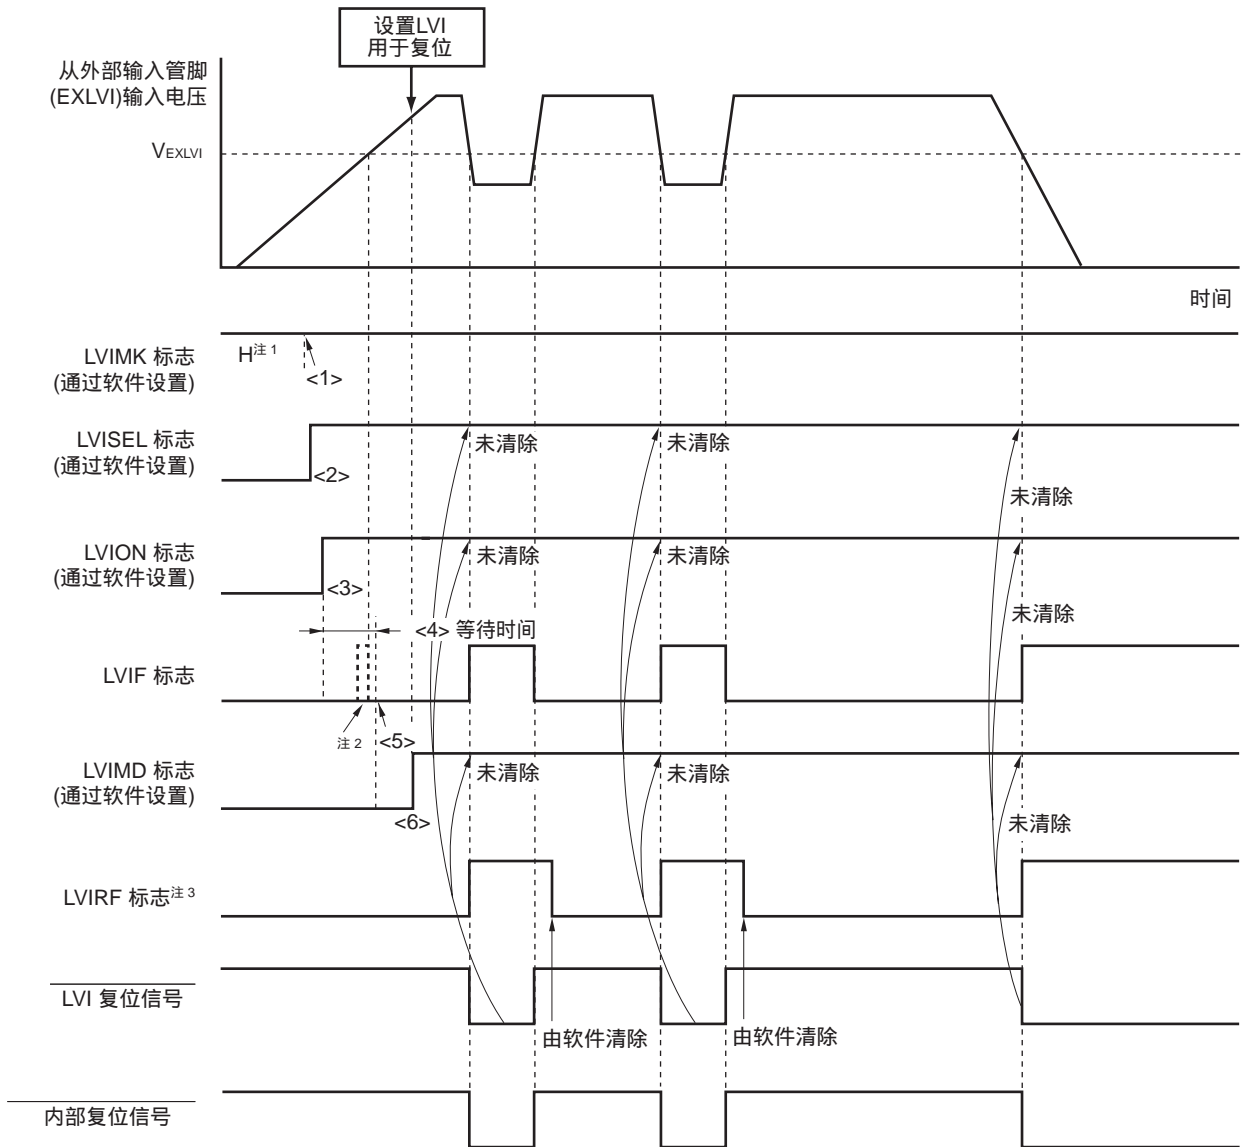 设置LVI
用于复位
从外部输入管脚
(EXLVI)输入电压
VEXLVI
时间
LVIMK 标志
(通过软件设置)
H注 1
<1>
LVISEL 标志
(通过软件设置)
<2>
未清除
未清除
未清除
LVION 标志
(通过软件设置)
<3>
未清除
未清除
未清除
<4> 等待时间
LVIF 标志
注 2
<5>
LVIMD 标志
(通过软件设置)
<6>
未清除
未清除
未清除
LVIRF 标志注 3
LVI 复位信号
由软件清除
由软件清除
内部复位信号